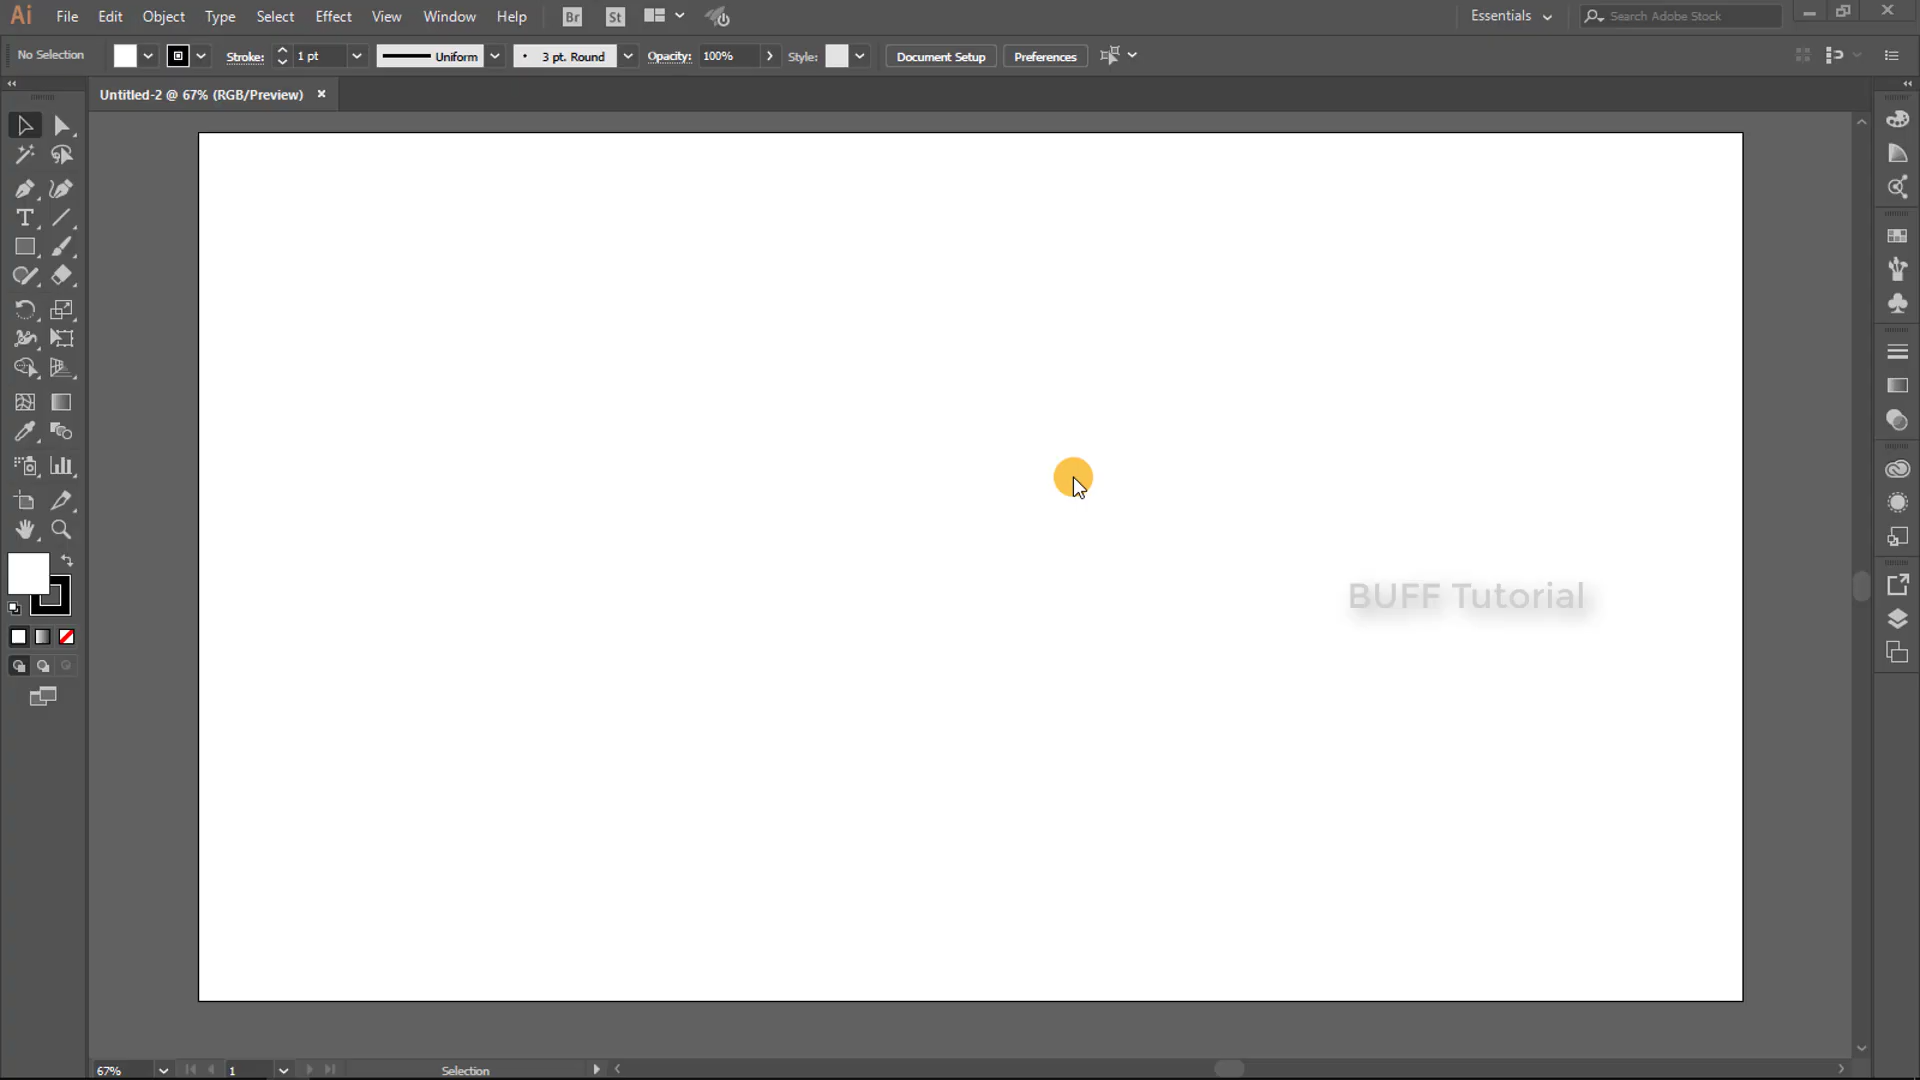 Ai File Edit Object Type Select Effect View Window Help Br St Essentials Search Adobe Stock
No Selection Stroke: 1 pt Uniform 3 pt. Round Opacity: 100% Style: Document Setup Preferences
Untitled-2 @ 67% (RGB/Preview)
BUFF Tutorial
67% 1 Selection